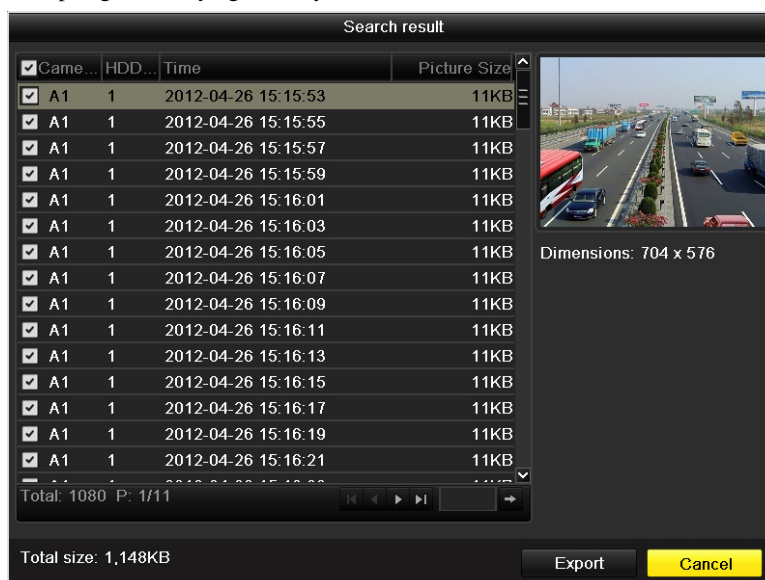 Search result
Came... HDD... Time Picture Size
A1 1 2012-04-26 15:15:53 11KB
A1 1 2012-04-26 15:15:55 11KB
A1 1 2012-04-26 15:15:57 11KB
A1 1 2012-04-26 15:15:59 11KB
A1 1 2012-04-26 15:16:01 11KB
A1 1 2012-04-26 15:16:03 11KB
A1 1 2012-04-26 15:16:05 11KB
A1 1 2012-04-26 15:16:07 11KB
A1 1 2012-04-26 15:16:09 11KB
A1 1 2012-04-26 15:16:11 11KB
A1 1 2012-04-26 15:16:13 11KB
A1 1 2012-04-26 15:16:15 11KB
A1 1 2012-04-26 15:16:17 11KB
A1 1 2012-04-26 15:16:19 11KB
A1 1 2012-04-26 15:16:21 11KB
Total: 1080 P: 1/11
Dimensions: 704 x 576
Total size: 1,148KB
Export
Cancel